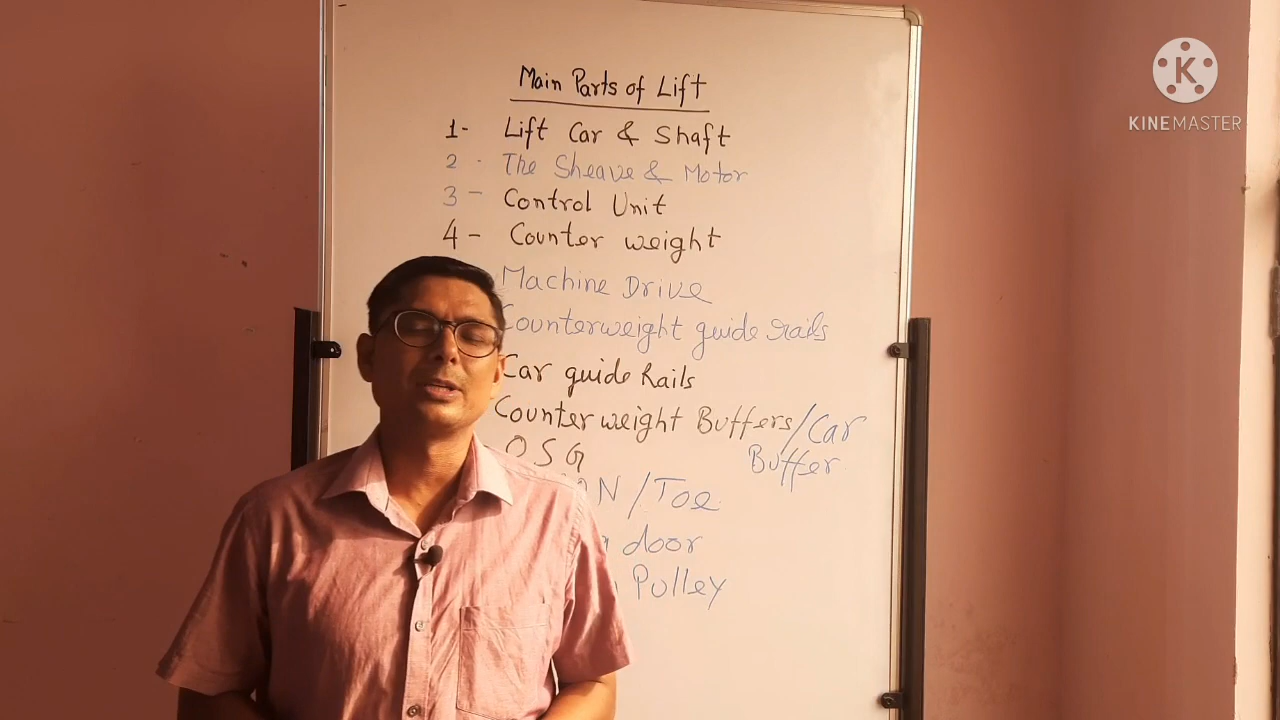 Main Parts of Lift
1- Lift Car & Shaft
2 - The Sheave & Motor
3 - Control Unit
4 - Counter weight
Machine Drive
Counterweight guide rails
Car guide Rails
Counter weight Buffers/Car
Buffer
OSG
N/Toe
door
Pulley
K
KINEMASTER